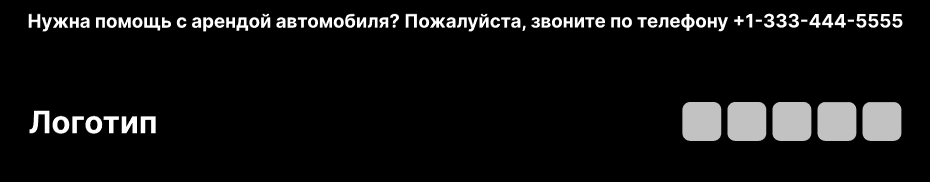 Нужна помощь с арендой автомобиля? Пожалуйста, звоните по телефону +1-333-444-5555
Логотип